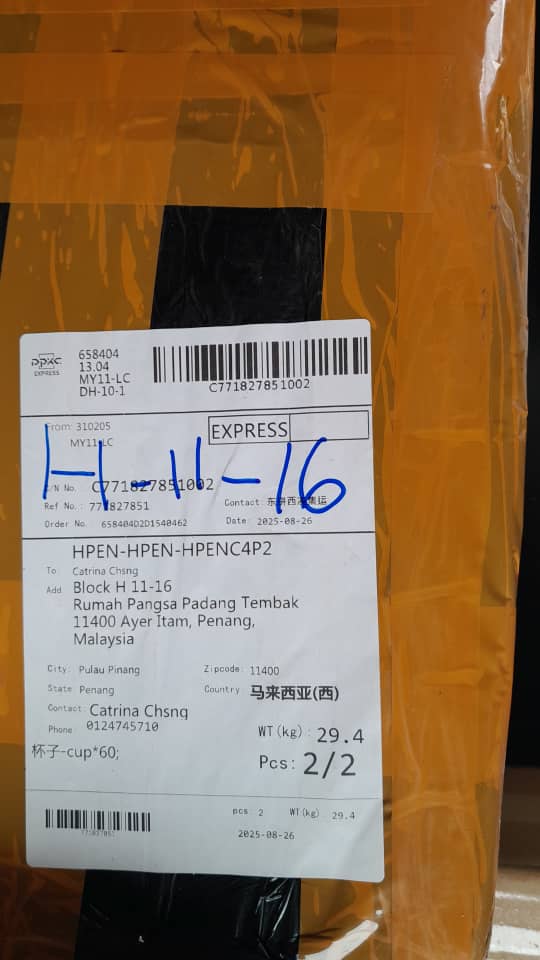 PPXC
EXPRESS
658404
13.04
MY11-LC
DH-10-1
C771827851002
From: 310205
MY11-LC
EXPRESS
H-11-16
C/N No. C771827851002
Ref No.: 771827851
Contact:
Order No. 658404D2D1540462
Date: 2025-08-26
HPEN-HPEN-HPENC4P2
To: Catrina Chsng
Add Block H 11-16
Rumah Pangsa Padang Tembak
11400 Ayer Itam, Penang,
Malaysia
City: Pulau Pinang
Zipcode: 11400
State Penang
Country 马来西亚(西)
Contact: Catrina Chsng
Phone: 0124745710
WT(kg): 29.4
杯子-cup*60;
Pcs: 2/2
pcs: 2 WT(kg): 29.4
2025-08-26